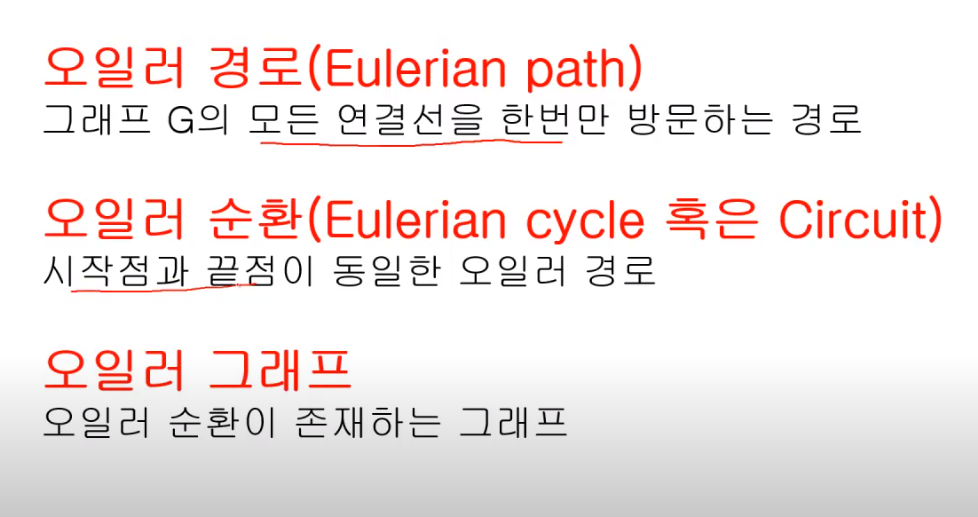 오일러 경로(Eulerian path)
그래프 G의 모든 연결선을 한번만 방문하는 경로
오일러 순환(Eulerian cycle 혹은 Circuit)
시작점과 끝점이 동일한 오일러 경로
오일러 그래프
오일러 순환이 존재하는 그래프